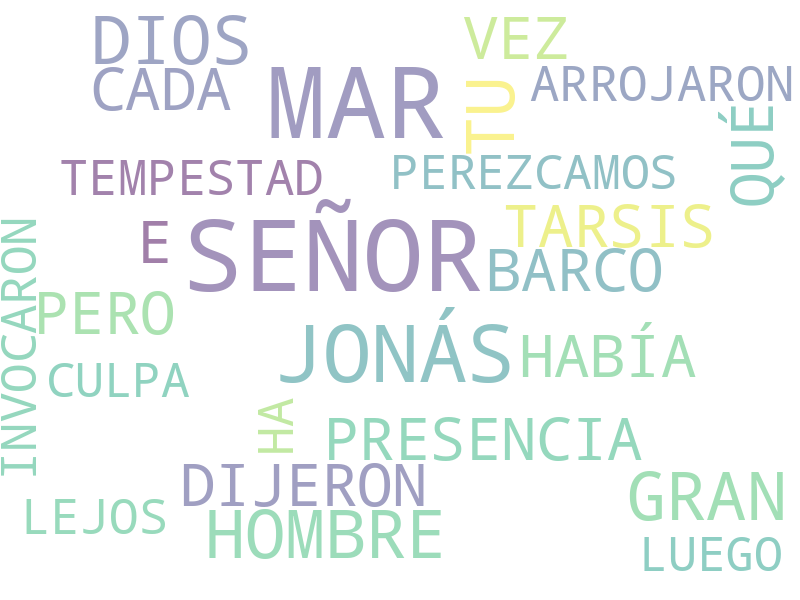 DIOS
VEZ
CADA
MAR
TU
ARROJARON
QUÉ
TEMPESTAD
PEREZCAMOS
E
SEÑOR
TARSIS
BARCO
INVOCARON
PERO
JONÁS
HABÍA
CULPA
HA
PRESENCIA
DIJERON
GRAN
LEJOS
HOMBRE
LUEGO